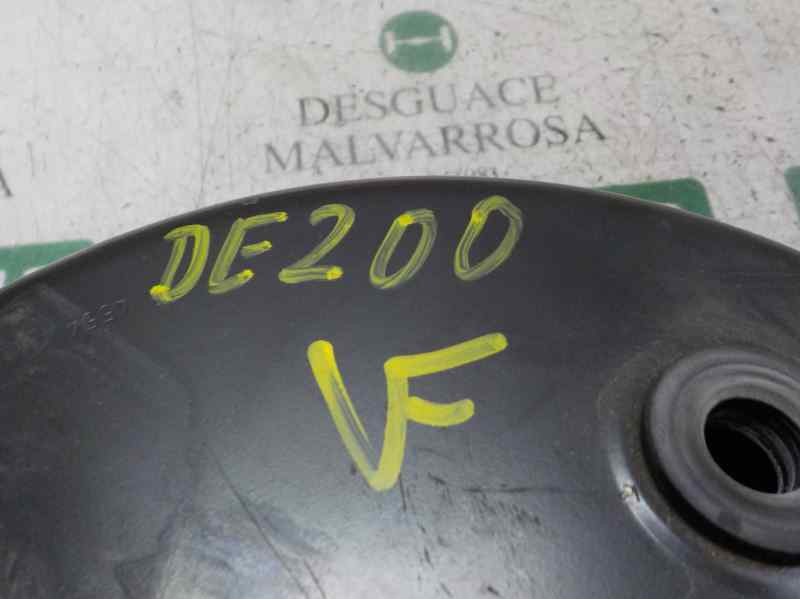 DESGUACE
MALVARROSA
DE200
VF